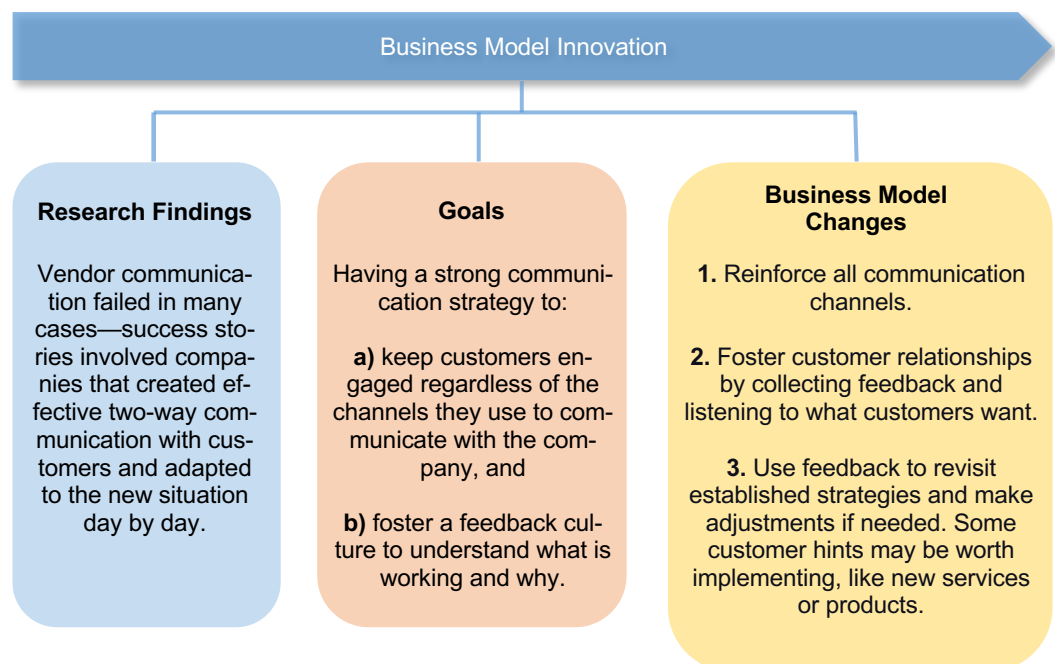 Business Model Innovation
Research Findings
Vendor communica-
tion failed in many
cases—success sto-
ries involved compa-
nies that created ef-
fective two-way com-
munication with cus-
tomers and adapted
to the new situation
day by day.
Goals
Having a strong communi-
cation strategy to:
a) keep customers en-
gaged regardless of the
channels they use to com-
municate with the com-
pany, and
b) foster a feedback cul-
ture to understand what is
working and why.
Business Model
Changes
1. Reinforce all communication
channels.
2. Foster customer relationships
by collecting feedback and
listening to what customers want.
3. Use feedback to revisit
established strategies and make
adjustments if needed. Some
customer hints may be worth
implementing, like new services
or products.